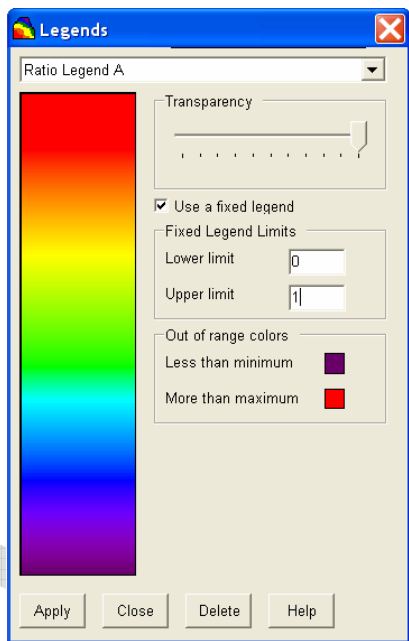 Legends
Ratio Legend A
Transparency
Use a fixed legend
Fixed Legend Limits
Lower limit 0
Upper limit 1
Out of range colors
Less than minimum
More than maximum
Apply Close Delete Help